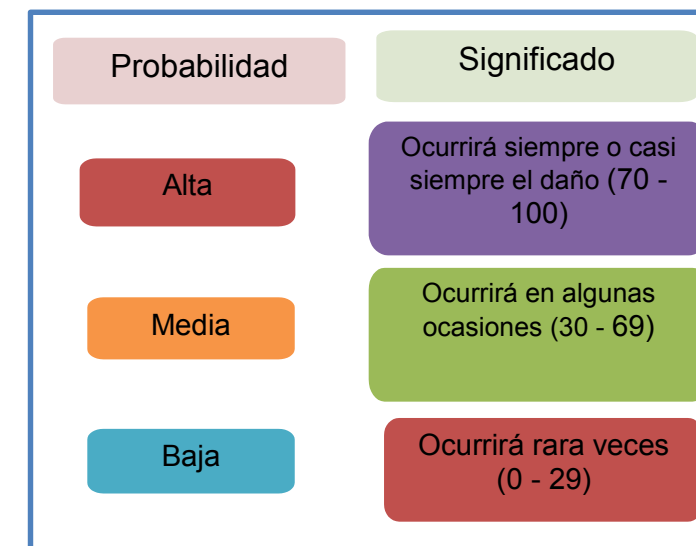 Probabilidad
Significado
Alta
Ocurrirá siempre o casi
siempre el daño (70 -
100)
Media
Ocurrirá en algunas
ocasiones (30 - 69)
Baja
Ocurrirá rara veces
(0 - 29)